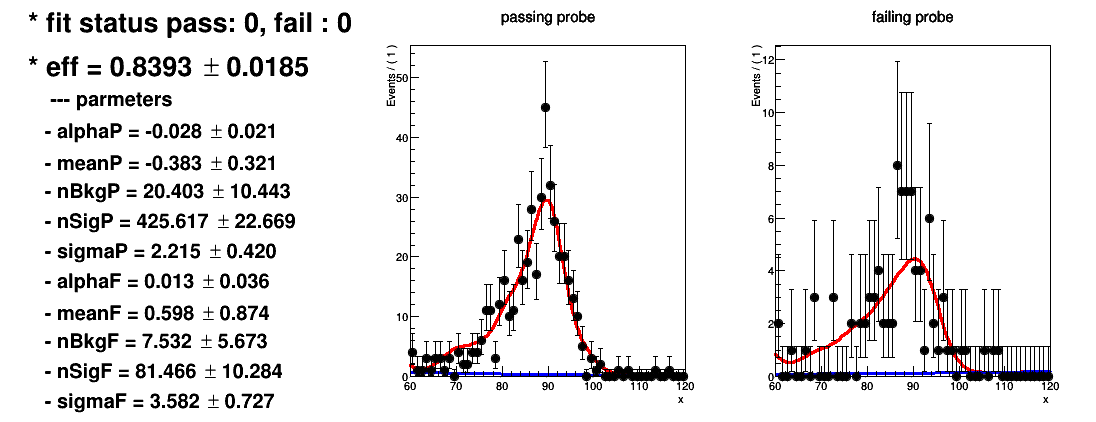 * fit status pass: 0, fail : 0
* eff = 0.8393 ± 0.0185
--- parmeters
- alphaP = -0.028 ± 0.021
- meanP = -0.383 ± 0.321
- nBkgP = 20.403 ± 10.443
- nSigP = 425.617 ± 22.669
- sigmaP = 2.215 ± 0.420
- alphaF = 0.013 ± 0.036
- meanF = 0.598 ± 0.874
- nBkgF = 7.532 ± 5.673
- nSigF = 81.466 ± 10.284
- sigmaF = 3.582 ± 0.727
passing probe
Events / ( 1 )
50
40
30
20
10
0
60 70 80 90 100 110 120
x
failing probe
Events / ( 1 )
12
10
8
6
4
2
0
60 70 80 90 100 110 120
x